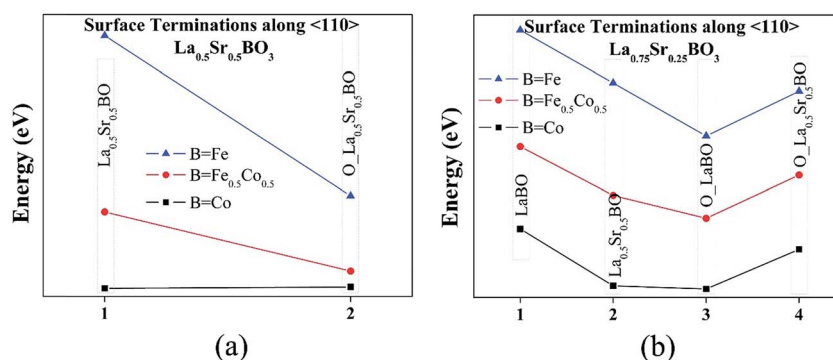 Surface Terminations along <110>
La₀.₅Sr₀.₅BO₃
Energy (eV)
La₀.₅Sr₀.₅BO
O_La₀.₅Sr₀.₅BO
B=Fe
B=Fe₀.₅Co₀.₅
B=Co
1
2
(a)
Surface Terminations along <110>
La₀.₇₅Sr₀.₂₅BO₃
Energy (eV)
B=Fe
B=Fe₀.₅Co₀.₅
B=Co
LaBO
La₀.₅Sr₀.₅BO
O_LaBO
O_La₀.₅Sr₀.₅BO
1
2
3
4
(b)